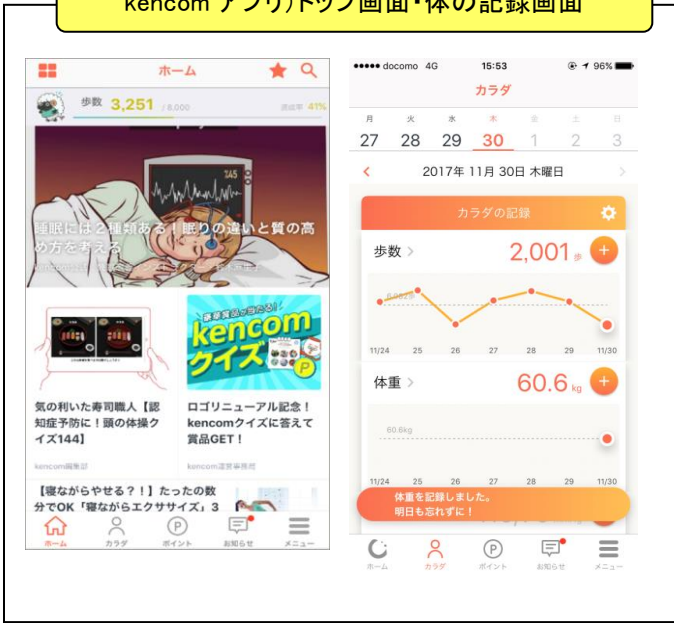 kencom アプリ)トップ画面・体の記録画面
ホーム
歩数 3,251 / 8,000
達成率 41%
145
睡眠には2種類ある！眠りの違いと質の高
め方を考える
気の利いた寿司職人【認
知症予防に！頭の体操ク
イズ144】
kencom編集部
豪華賞品が当たる！
kencom
クイズ
P
ロゴリニューアル記念！
kencomクイズに答えて
賞品GET！
kencom運営事務局
【寝ながらやせる？！】たったの数
分でOK「寝ながらエクササイズ」3
ホーム
カラダ
P
ポイント
お知らせ
メニュー
docomo 4G 15:53 96%
カラダ
月 火 水 木 金 土 日
27 28 29 30 1 2 3
2017年 11月 30日 木曜日
カラダの記録
歩数 2,001 歩
11/24 25 26 27 28 29 11/30
体重 60.6 kg
60.6kg
11/24 25 26 27 28 29 11/30
体重を記録しました。
明日も忘れずに！
ホーム
カラダ
P
ポイント
お知らせ
メニュー